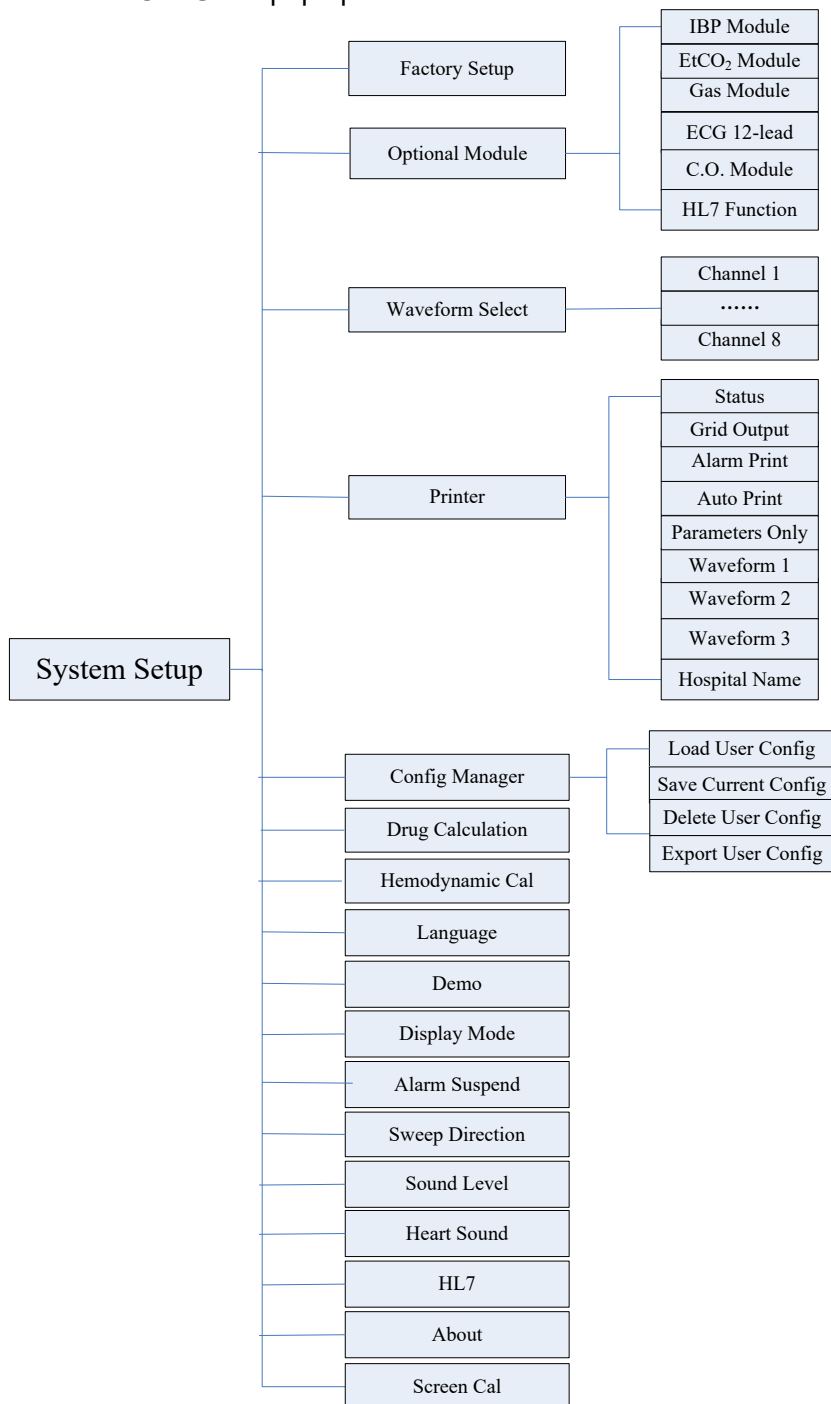 System Setup
Factory Setup
Optional Module
IBP Module
EtCO₂ Module
Gas Module
ECG 12-lead
C.O. Module
HL7 Function
Waveform Select
Channel 1
······
Channel 8
Printer
Status
Grid Output
Alarm Print
Auto Print
Parameters Only
Waveform 1
Waveform 2
Waveform 3
Hospital Name
Config Manager
Load User Config
Save Current Config
Delete User Config
Export User Config
Drug Calculation
Hemodynamic Cal
Language
Demo
Display Mode
Alarm Suspend
Sweep Direction
Sound Level
Heart Sound
HL7
About
Screen Cal